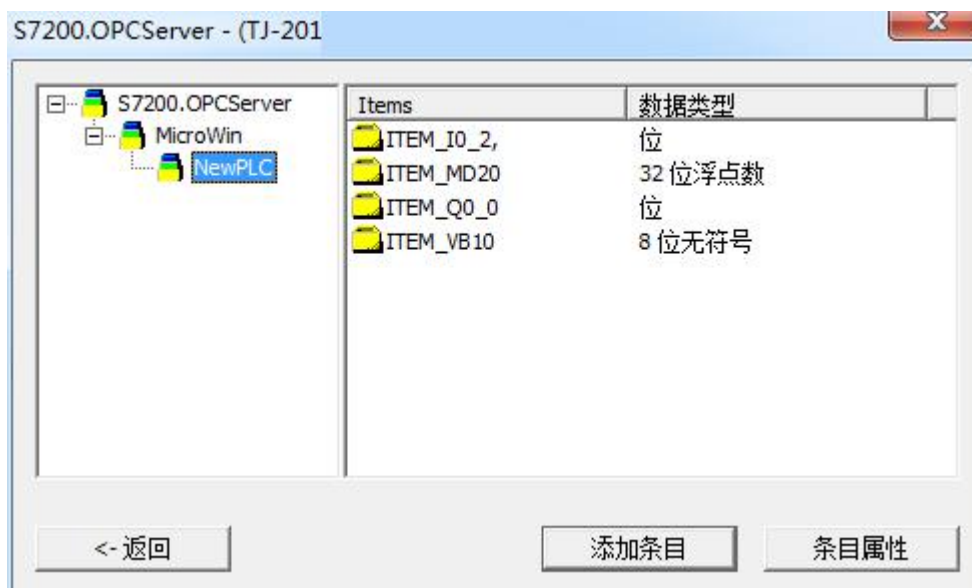 S7200.OPCServer - (TJ-201
S7200.OPCServer
MicroWin
NewPLC
Items 数据类型
ITEM_I0_2, 位
ITEM_MD20 32 位浮点数
ITEM_Q0_0 位
ITEM_VB10 8 位无符号
<- 返回 添加条目 条目属性